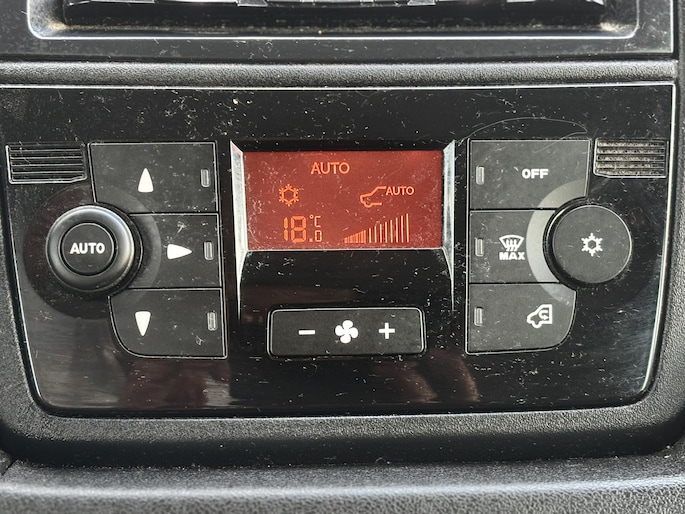 AUTO
AUTO
18.0 °C
AUTO
OFF
MAX
- +